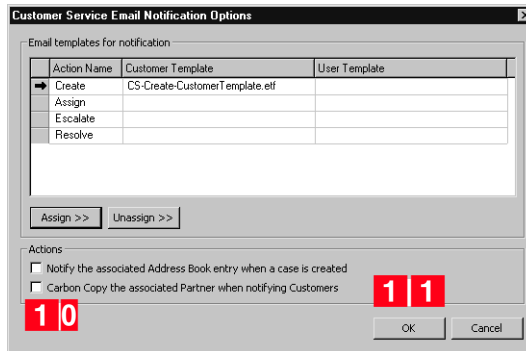 Customer Service Email Notification Options
Email templates for notification
Action Name Customer Template User Template
Create CS-Create-CustomerTemplate.etf
Assign
Escalate
Resolve
Assign >> Unassign >>
Actions
Notify the associated Address Book entry when a case is created
Carbon Copy the associated Partner when notifying Customers
1 1
1 0
OK Cancel